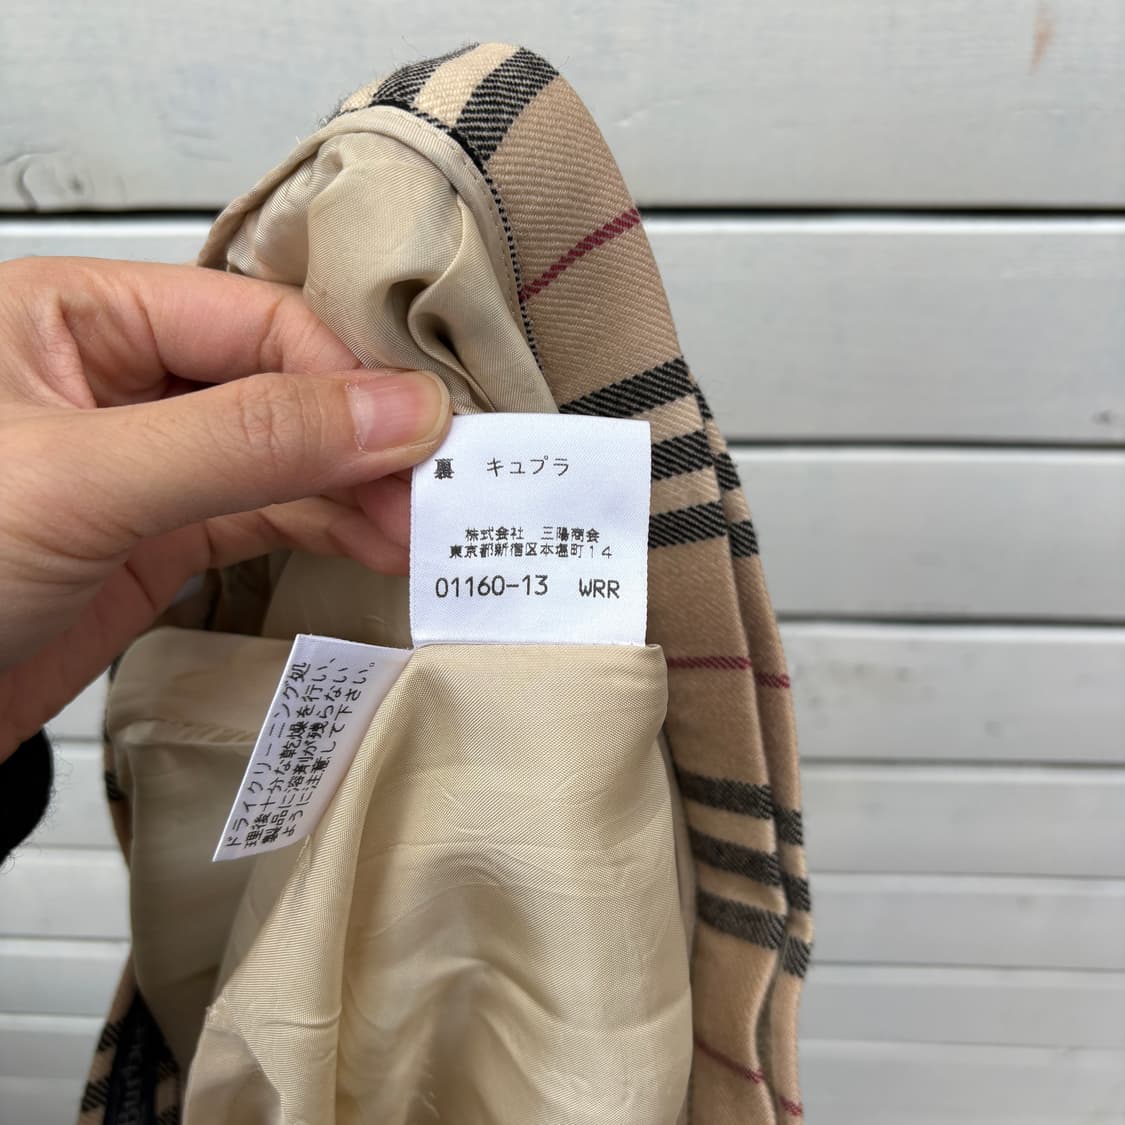 裏 キュプラ
株式会社 三陽商会
東京都新宿区本塩町14
01160-13 WRR
ドライクリーニング処
理後十分な乾燥を行い、
製品に溶剤が残らない
ように注意して下さい。